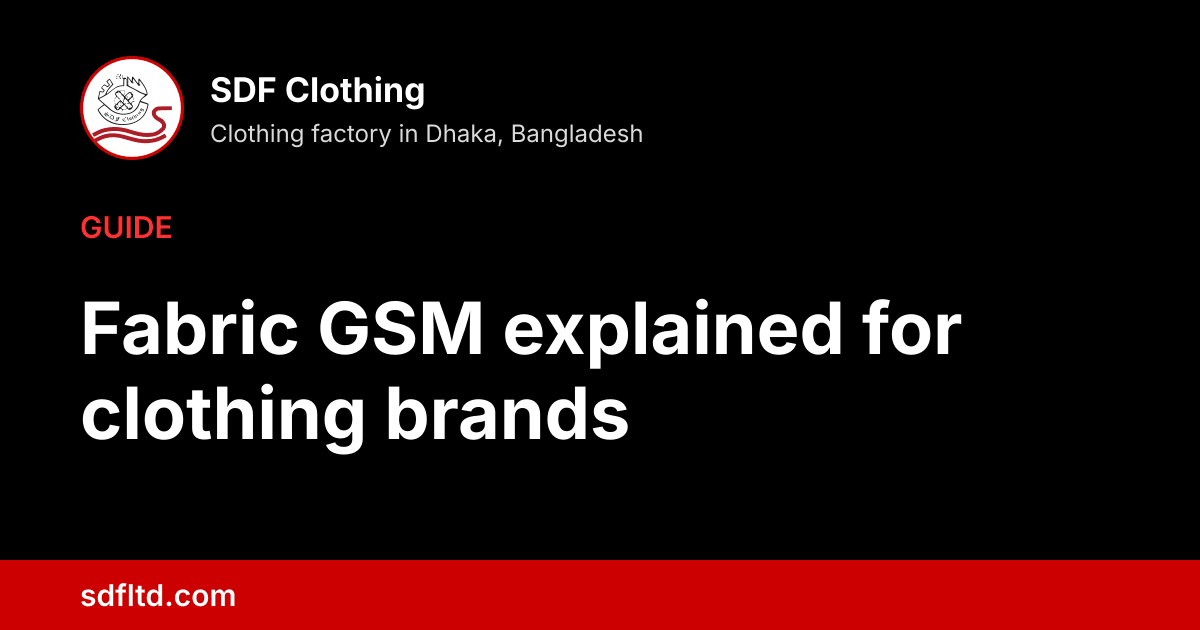 SDF Clothing
Clothing factory in Dhaka, Bangladesh
GUIDE
Fabric GSM explained for
clothing brands
sdfltd.com